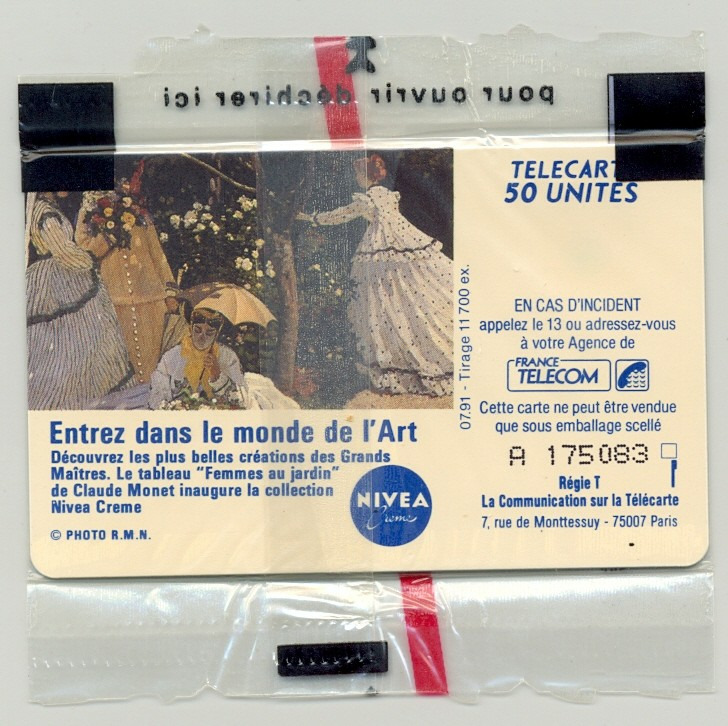 pour ouvrir déchirer ici
TELECART
50 UNITES
07.91 - Tirage 11 700 ex.
EN CAS D'INCIDENT
appelez le 13 ou adressez-vous
à votre Agence de
FRANCE
TELECOM
Cette carte ne peut être vendue
que sous emballage scellé
A 175083
Régie T
La Communication sur la Télécarte
7, rue de Monttessuy - 75007 Paris
Entrez dans le monde de l'Art
Découvrez les plus belles créations des Grands
Maîtres. Le tableau "Femmes au jardin"
de Claude Monet inaugure la collection
Nivea Creme
© PHOTO R.M.N.
NIVEA
Creme